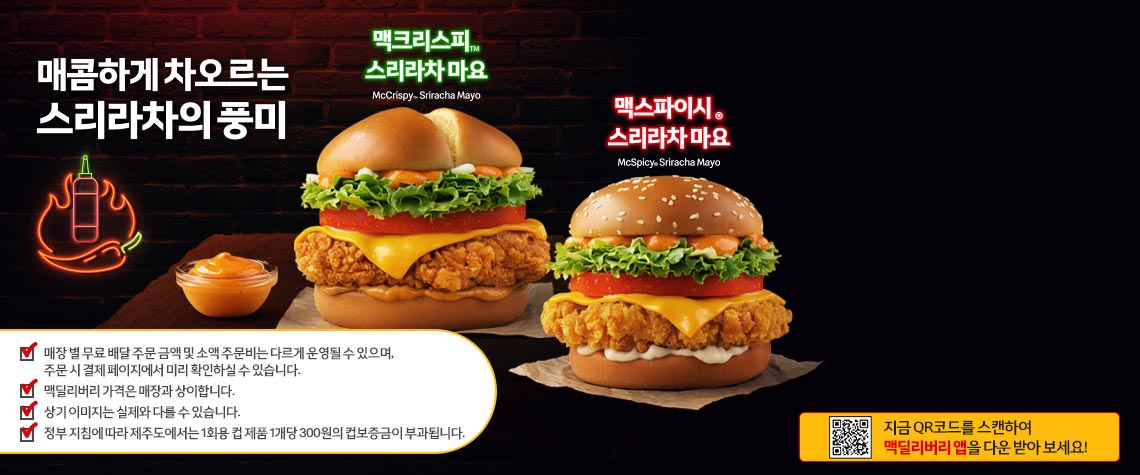 매콤하게 차오르는
스리라차의 풍미
맥크리스피™
스리라차 마요
McCrispy™ Sriracha Mayo
맥스파이시®
스리라차 마요
McSpicy® Sriracha Mayo
매장 별 무료 배달 주문 금액 및 소액 주문비는 다르게 운영될 수 있으며,
주문 시 결제 페이지에서 미리 확인하실 수 있습니다.
맥딜리버리 가격은 매장과 상이합니다.
상기 이미지는 실제와 다를 수 있습니다.
정부 지침에 따라 제주도에서는 1회용 컵 제품 1개당 300원의 컵보증금이 부과됩니다.
지금 QR코드를 스캔하여
맥딜리버리 앱을 다운 받아 보세요!